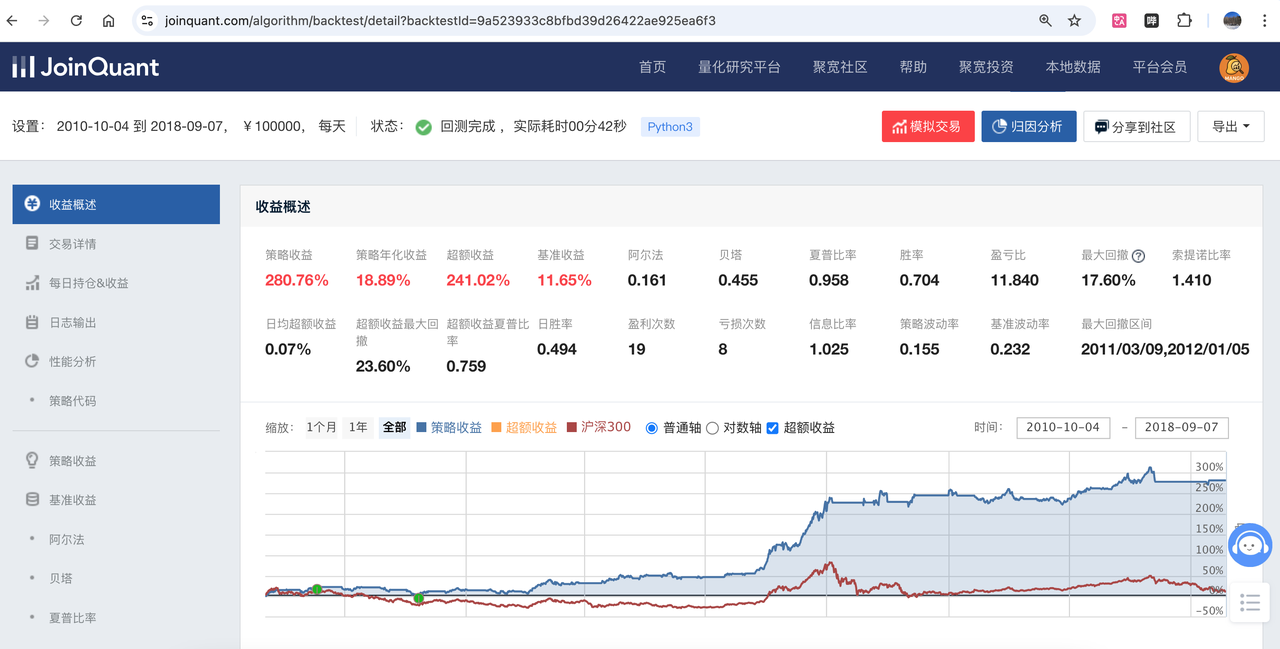 joinquant.com/algorithm/backtest/detail?backtestId=9a523933c8bfbd39d26422ae925ea6f3
JoinQuant
首页 量化研究平台 聚宽社区 帮助 聚宽投资 本地数据 平台会员
MANGO
设置： 2010-10-04 到 2018-09-07， ￥100000， 每天 状态： 回测完成 ，实际耗时00分42秒 Python3 模拟交易 归因分析 分享到社区 导出
收益概述
交易详情
每日持仓&收益
日志输出
性能分析
策略代码
策略收益
基准收益
阿尔法
贝塔
夏普比率
收益概述
策略收益 策略年化收益 超额收益 基准收益 阿尔法 贝塔 夏普比率 胜率 盈亏比 最大回撤 索提诺比率
280.76% 18.89% 241.02% 11.65% 0.161 0.455 0.958 0.704 11.840 17.60% 1.410
日均超额收益 超额收益最大回撤 超额收益夏普比率 日胜率 盈利次数 亏损次数 信息比率 策略波动率 基准波动率 最大回撤区间
0.07% 23.60% 0.759 0.494 19 8 1.025 0.155 0.232 2011/03/09,2012/01/05
缩放： 1个月 1年 全部 策略收益 超额收益 沪深300 普通轴 对数轴 超额收益 时间： 2010-10-04 – 2018-09-07
300%
250%
200%
150%
100%
50%
0%
-50%